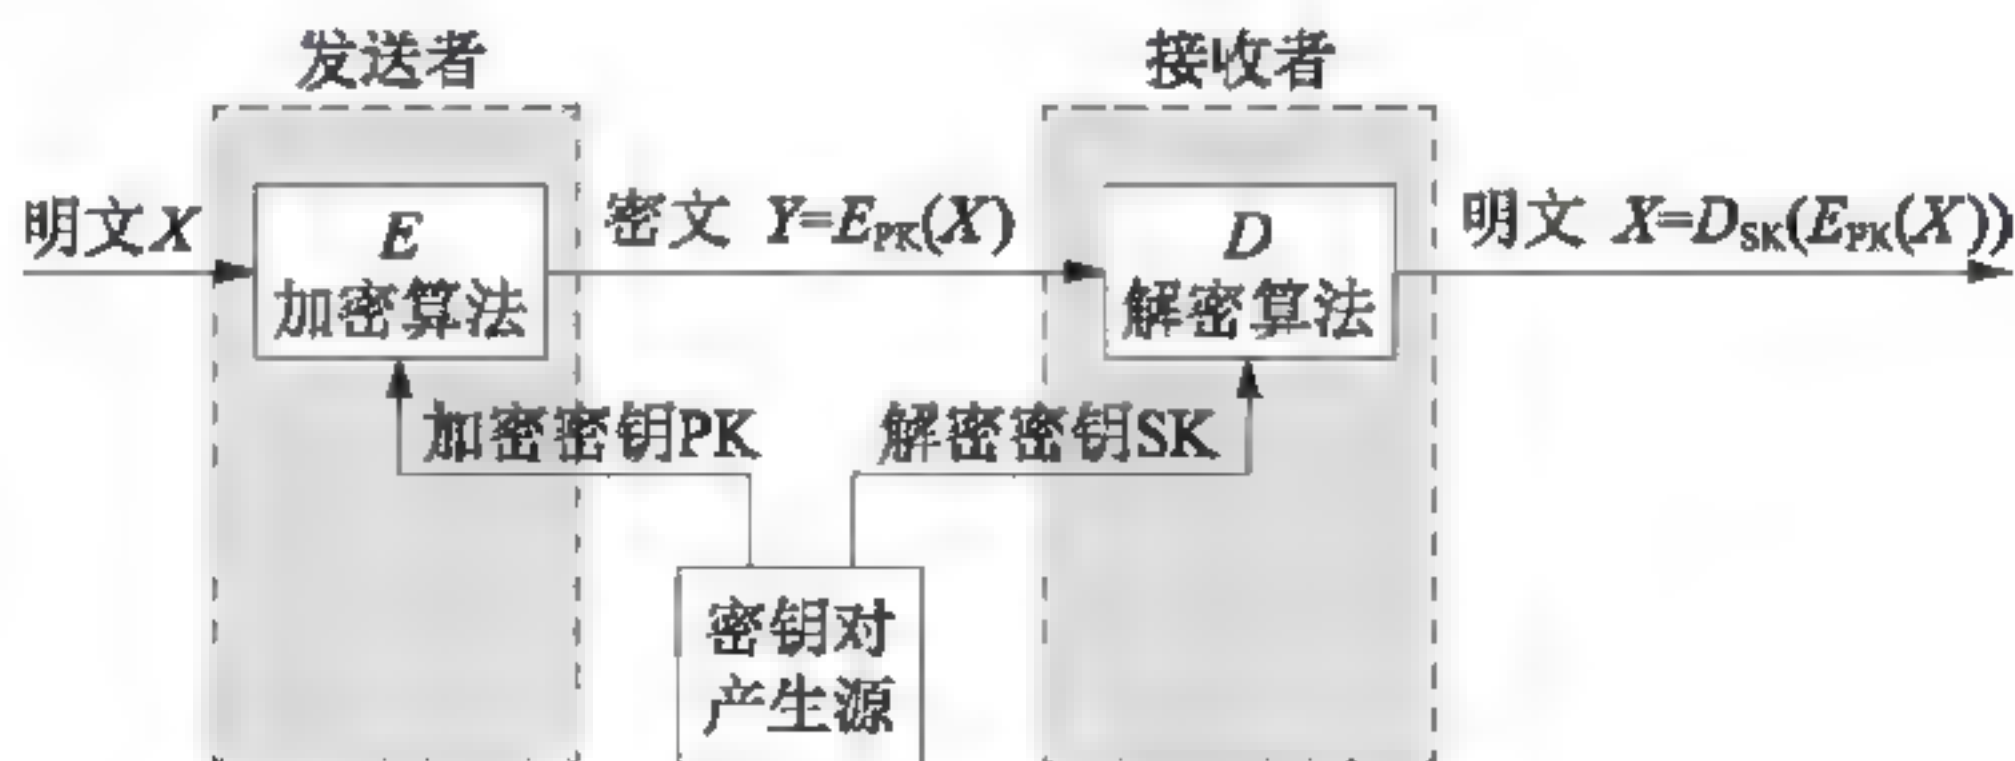 发送者
接收者
明文X
E
加密算法
密文 Y=E_PK(X)
D
解密算法
明文 X=D_SK(E_PK(X))
加密密钥PK
解密密钥SK
密钥对
产生源